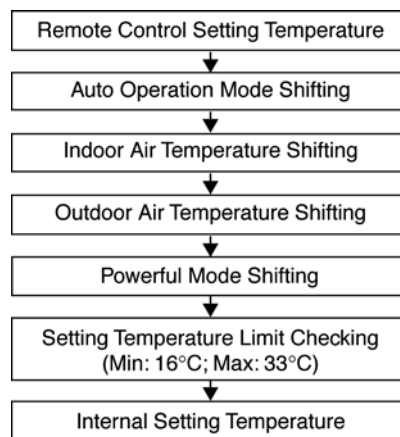 Remote Control Setting Temperature
Auto Operation Mode Shifting
Indoor Air Temperature Shifting
Outdoor Air Temperature Shifting
Powerful Mode Shifting
Setting Temperature Limit Checking
(Min: 16°C; Max: 33°C)
Internal Setting Temperature